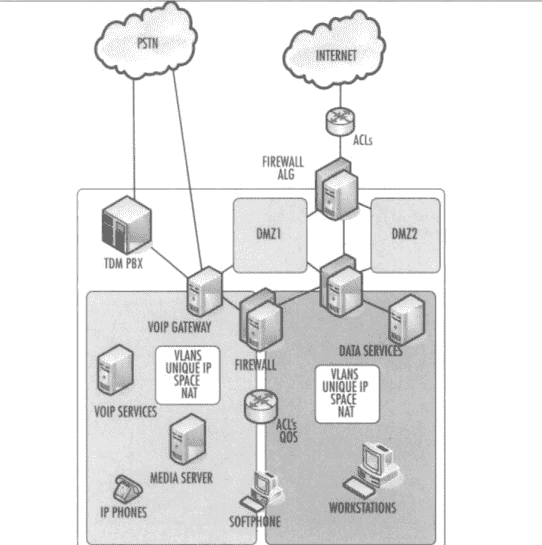 PSTN
INTERNET
ACLs
FIREWALL
ALG
DMZ1
DMZ2
TDM PBX
VOIP GATEWAY
FIREWALL
DATA SERVICES
VLANS
UNIQUE IP
SPACE
NAT
VLANS
UNIQUE IP
SPACE
NAT
VOIP SERVICES
ACL's
QOS
MEDIA SERVER
IP PHONES
SOFTPHONE
WORKSTATIONS